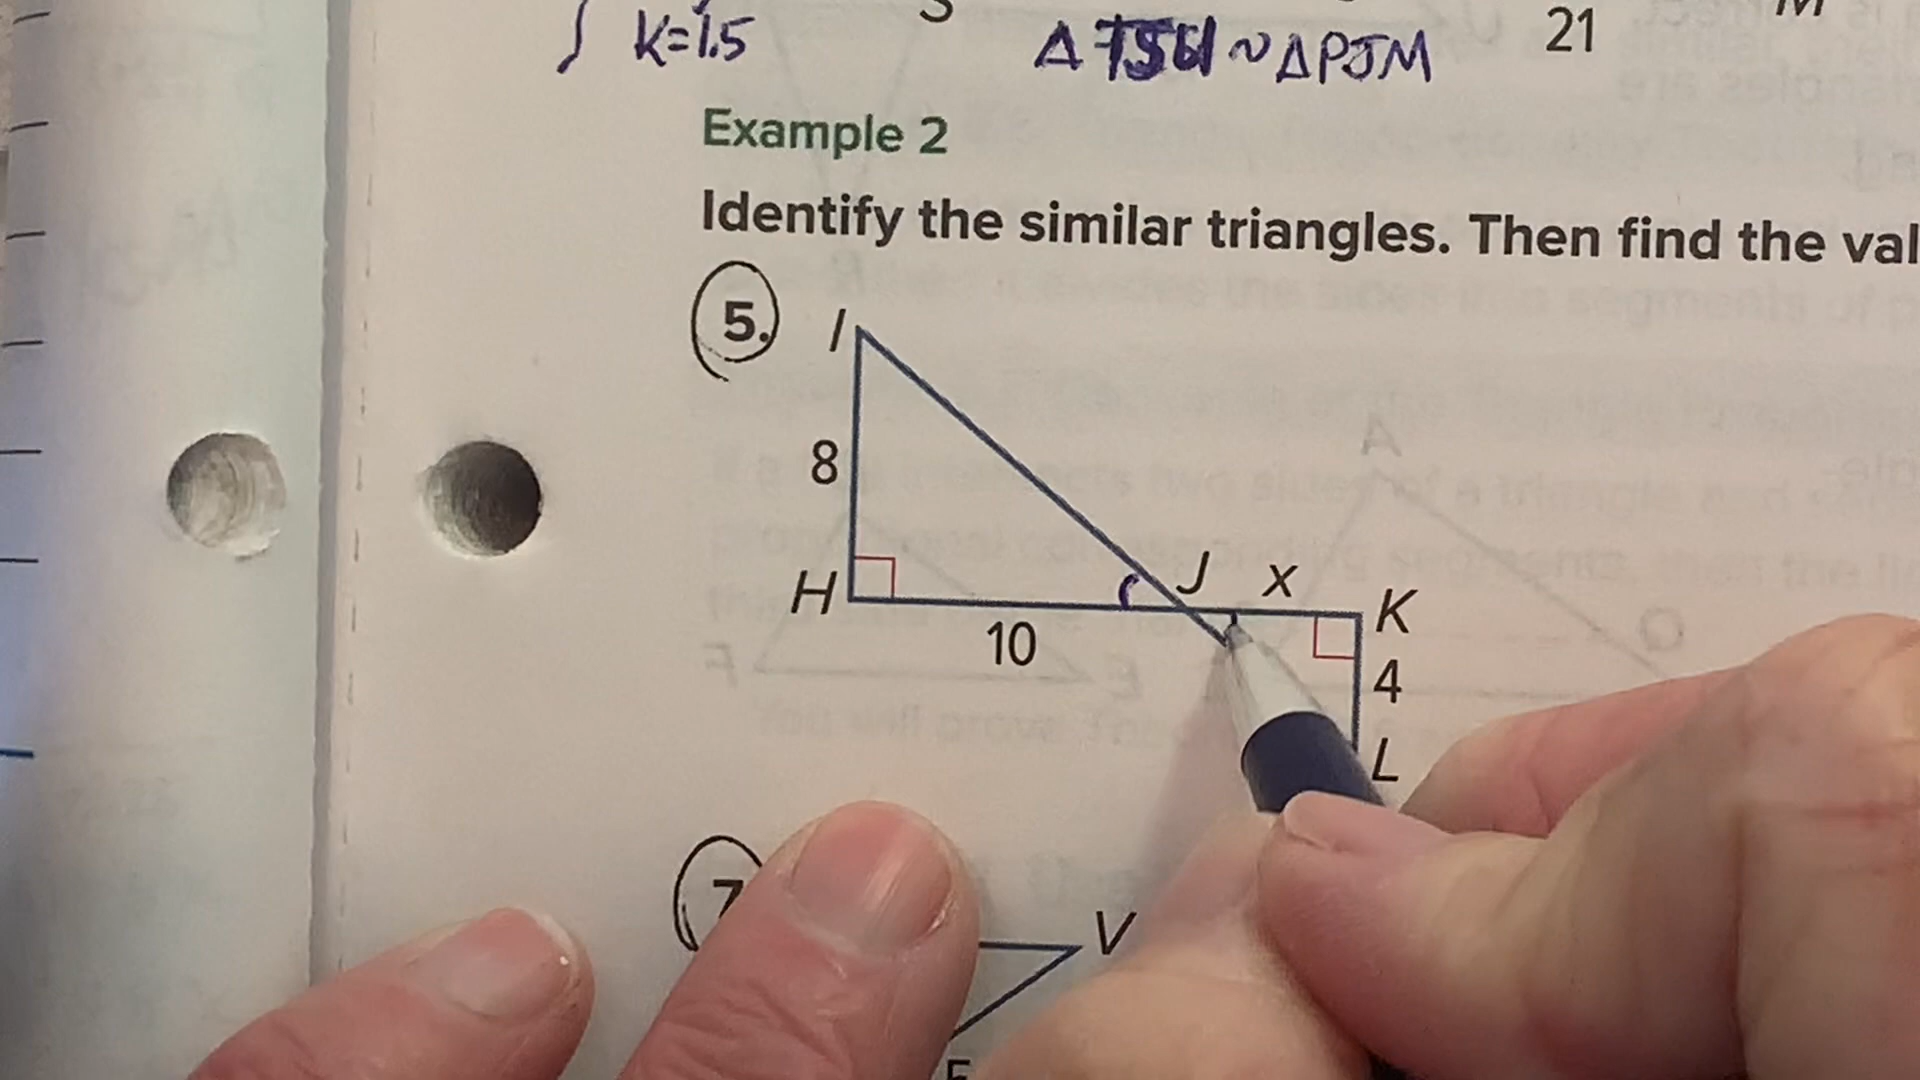 K=1.5
~ΔPJM
21
Example 2
Identify the similar triangles. Then find the val
5.
I
8
J x
H
K
10
4
L
7
V